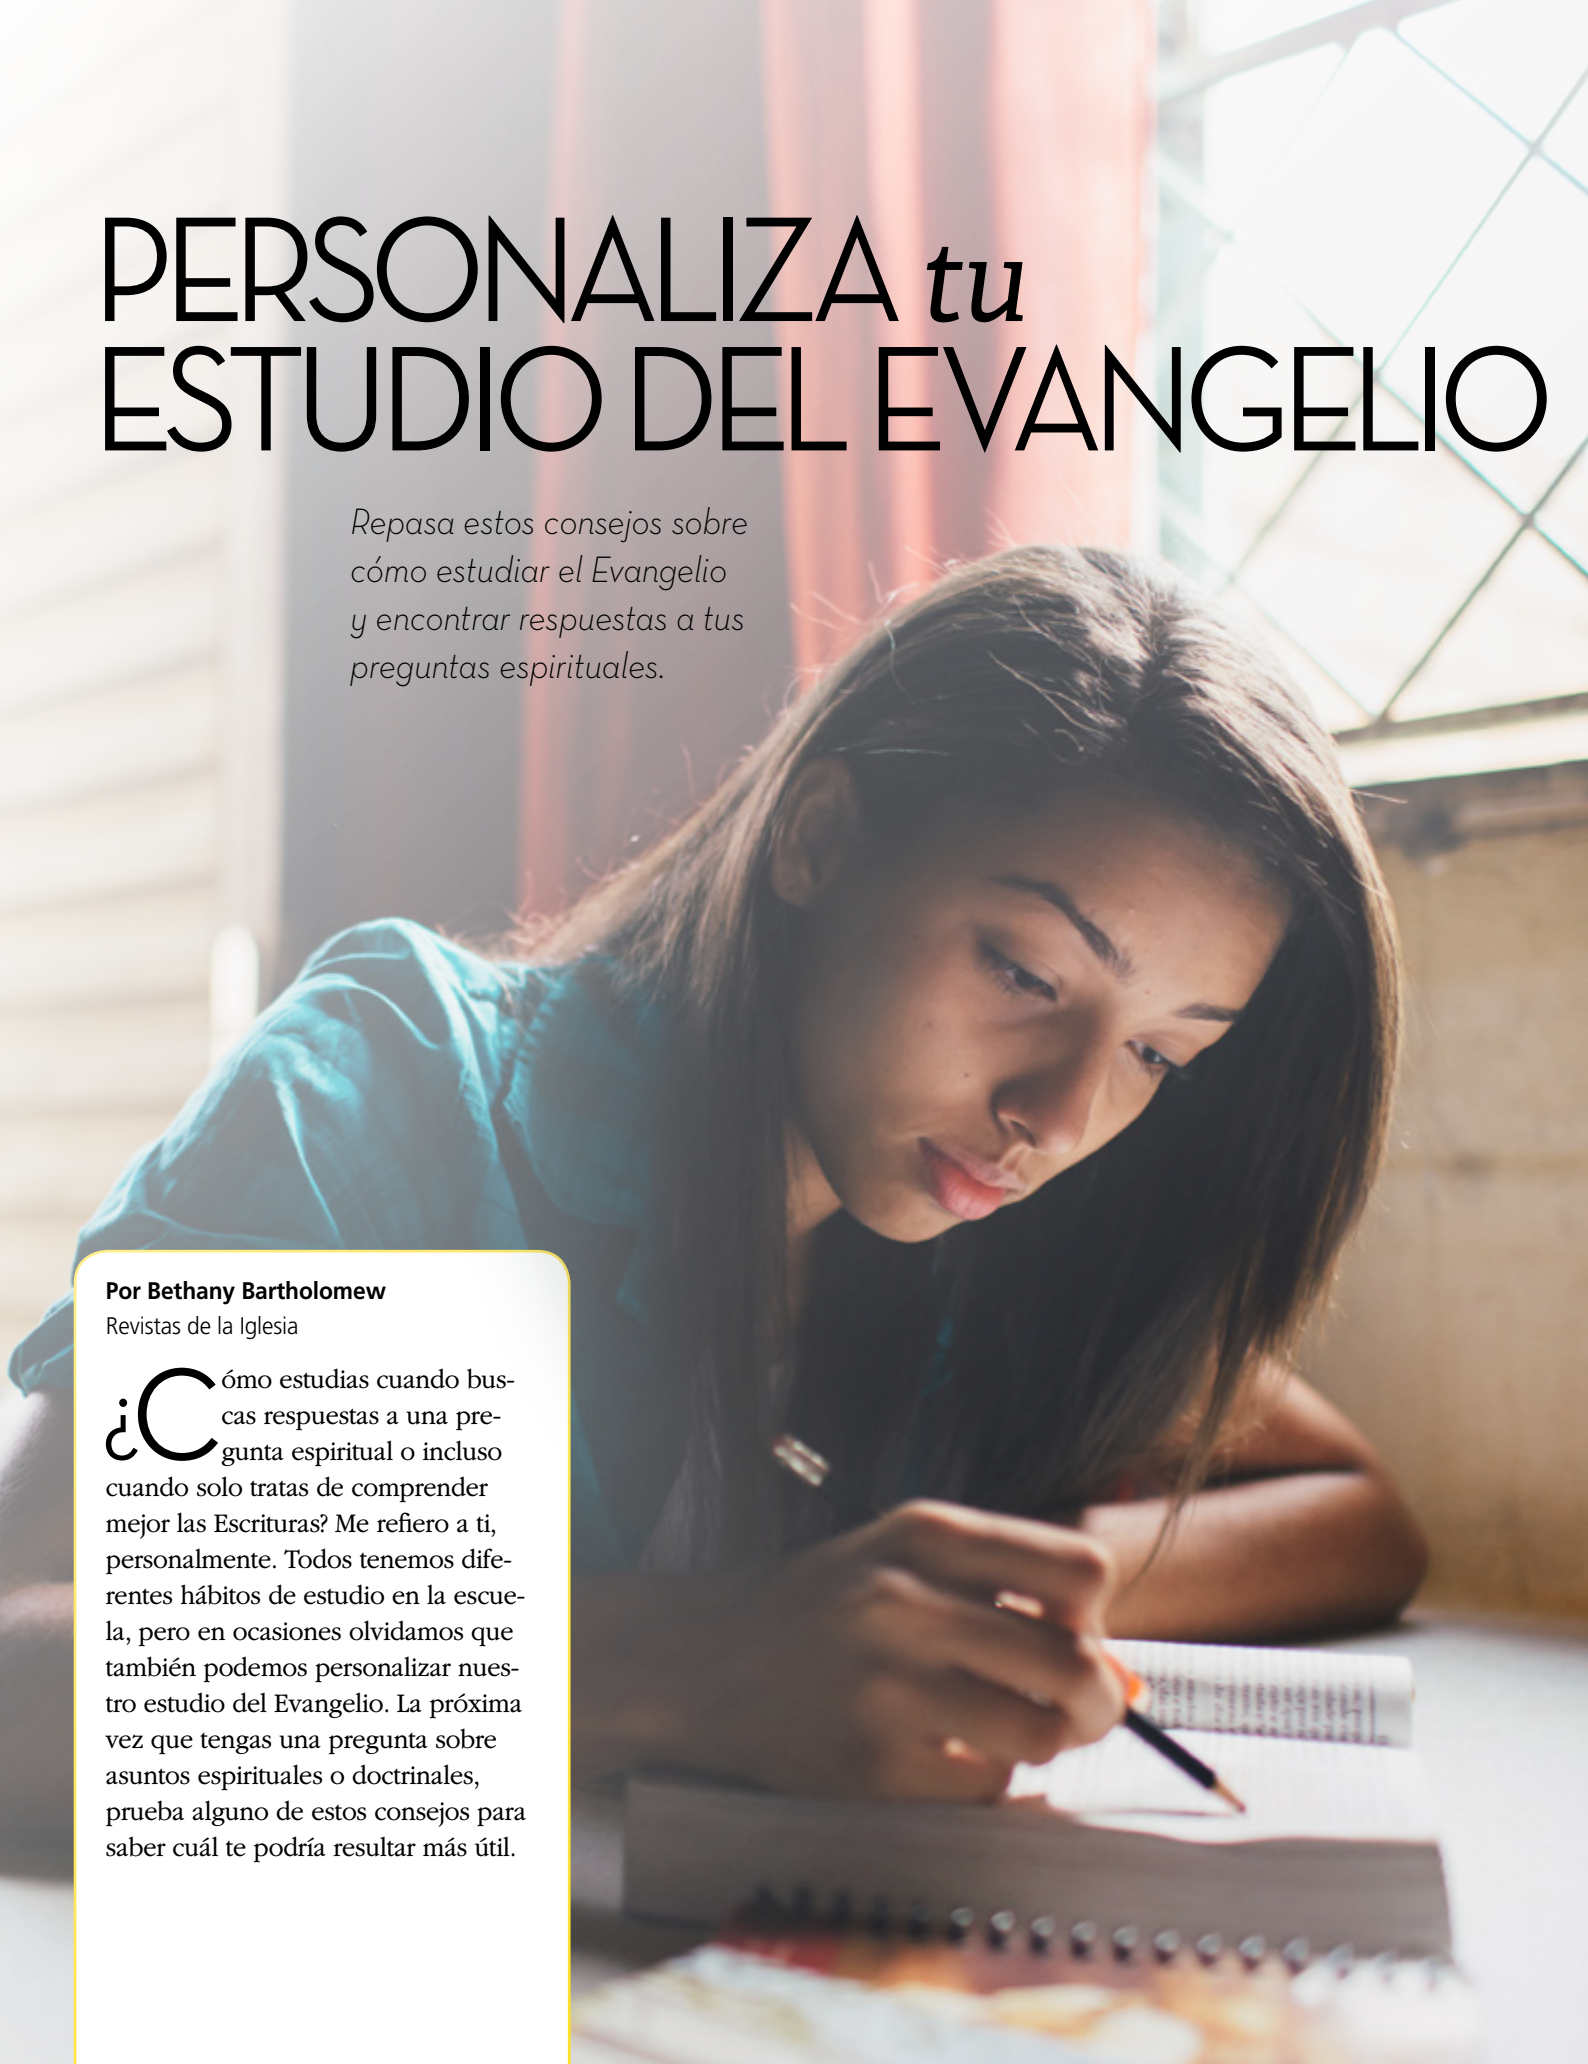 PERSONALIZA tu
ESTUDIO DEL EVANGELIO
Repasa estos consejos sobre
cómo estudiar el Evangelio
y encontrar respuestas a tus
preguntas espirituales.
Por Bethany Bartholomew
Revistas de la Iglesia
¿Cómo estudias cuando bus-
cas respuestas a una pre-
gunta espiritual o incluso
cuando solo tratas de comprender
mejor las Escrituras? Me refiero a ti,
personalmente. Todos tenemos dife-
rentes hábitos de estudio en la escue-
la, pero en ocasiones olvidamos que
también podemos personalizar nues-
tro estudio del Evangelio. La próxima
vez que tengas una pregunta sobre
asuntos espirituales o doctrinales,
prueba alguno de estos consejos para
saber cuál te podría resultar más útil.